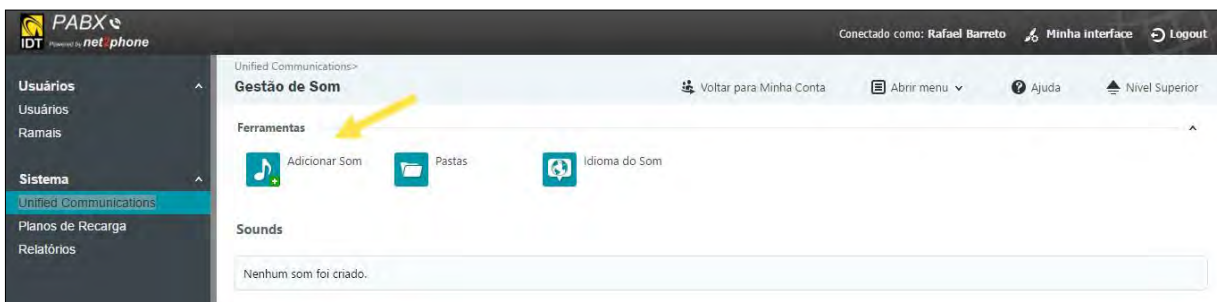 PABX
IDT Powered by net2phone
Conectado como: Rafael Barreto Minha interface Logout
Usuários
Usuários
Ramais
Sistema
Unified Communications
Planos de Recarga
Relatórios
Unified Communications>
Gestão de Som
Voltar para Minha Conta Abrir menu Ajuda Nível Superior
Ferramentas
Adicionar Som Pastas Idioma do Som
Sounds
Nenhum som foi criado.